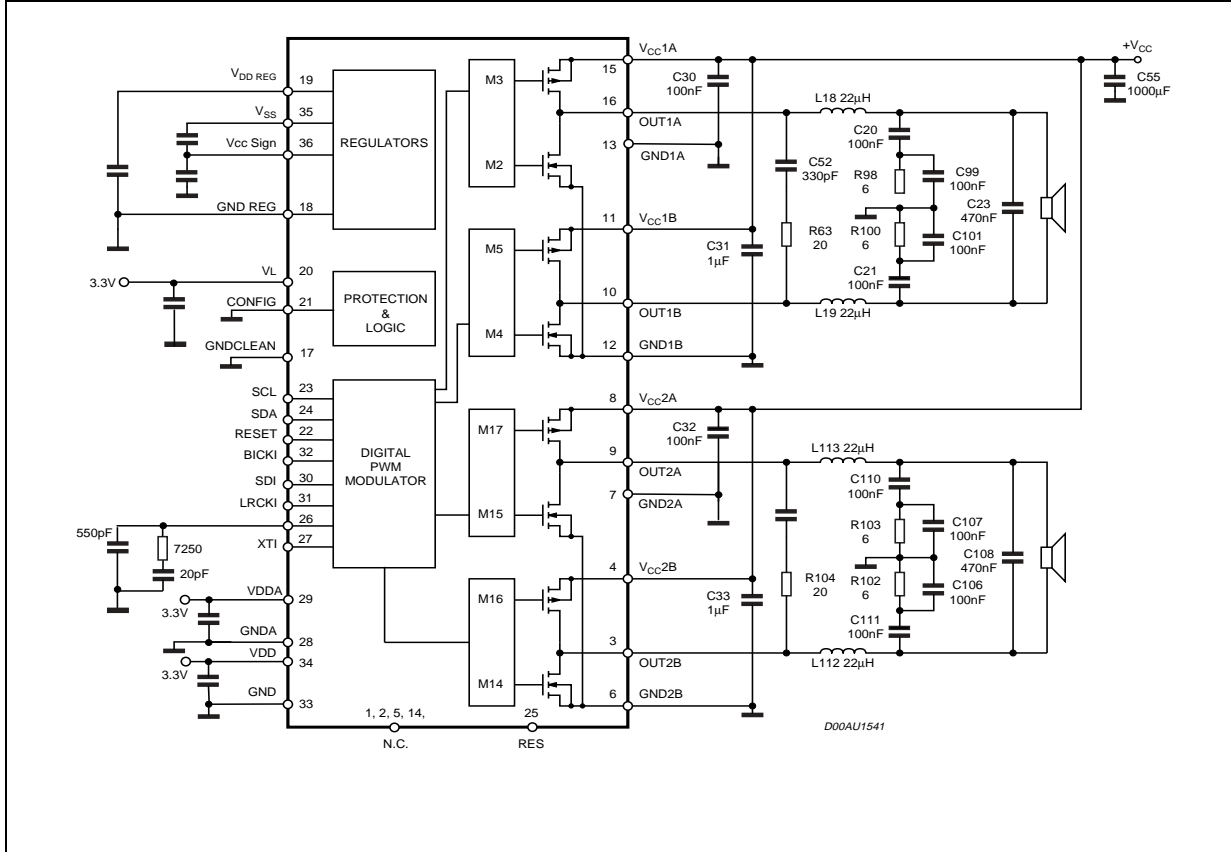 VDD REG
19
VSS
35
Vcc Sign
36
GND REG
18
REGULATORS
3.3V
VL
20
CONFIG
21
PROTECTION
&
LOGIC
GNDCLEAN
17
SCL
23
SDA
24
RESET
22
BICKI
32
SDI
30
LRCKI
31
26
XTI
27
DIGITAL
PWM
MODULATOR
550pF
7250
20pF
VDDA
29
3.3V
GNDA
28
VDD
34
3.3V
GND
33
1, 2, 5, 14,
N.C.
25
RES
M3
M2
M5
M4
M17
M15
M16
M14
VCC1A
15
16
OUT1A
13
GND1A
11
VCC1B
10
OUT1B
12
GND1B
8
VCC2A
9
OUT2A
7
GND2A
4
VCC2B
3
OUT2B
6
GND2B
+VCC
C55
1000µF
C30
100nF
C31
1µF
L18 22µH
C52
330pF
R63
20
C20
100nF
R98
6
R100
6
C21
100nF
C99
100nF
C101
100nF
C23
470nF
L19 22µH
C32
100nF
C33
1µF
L113 22µH
R104
20
C110
100nF
R103
6
R102
6
C111
100nF
C107
100nF
C106
100nF
C108
470nF
L112 22µH
D00AU1541